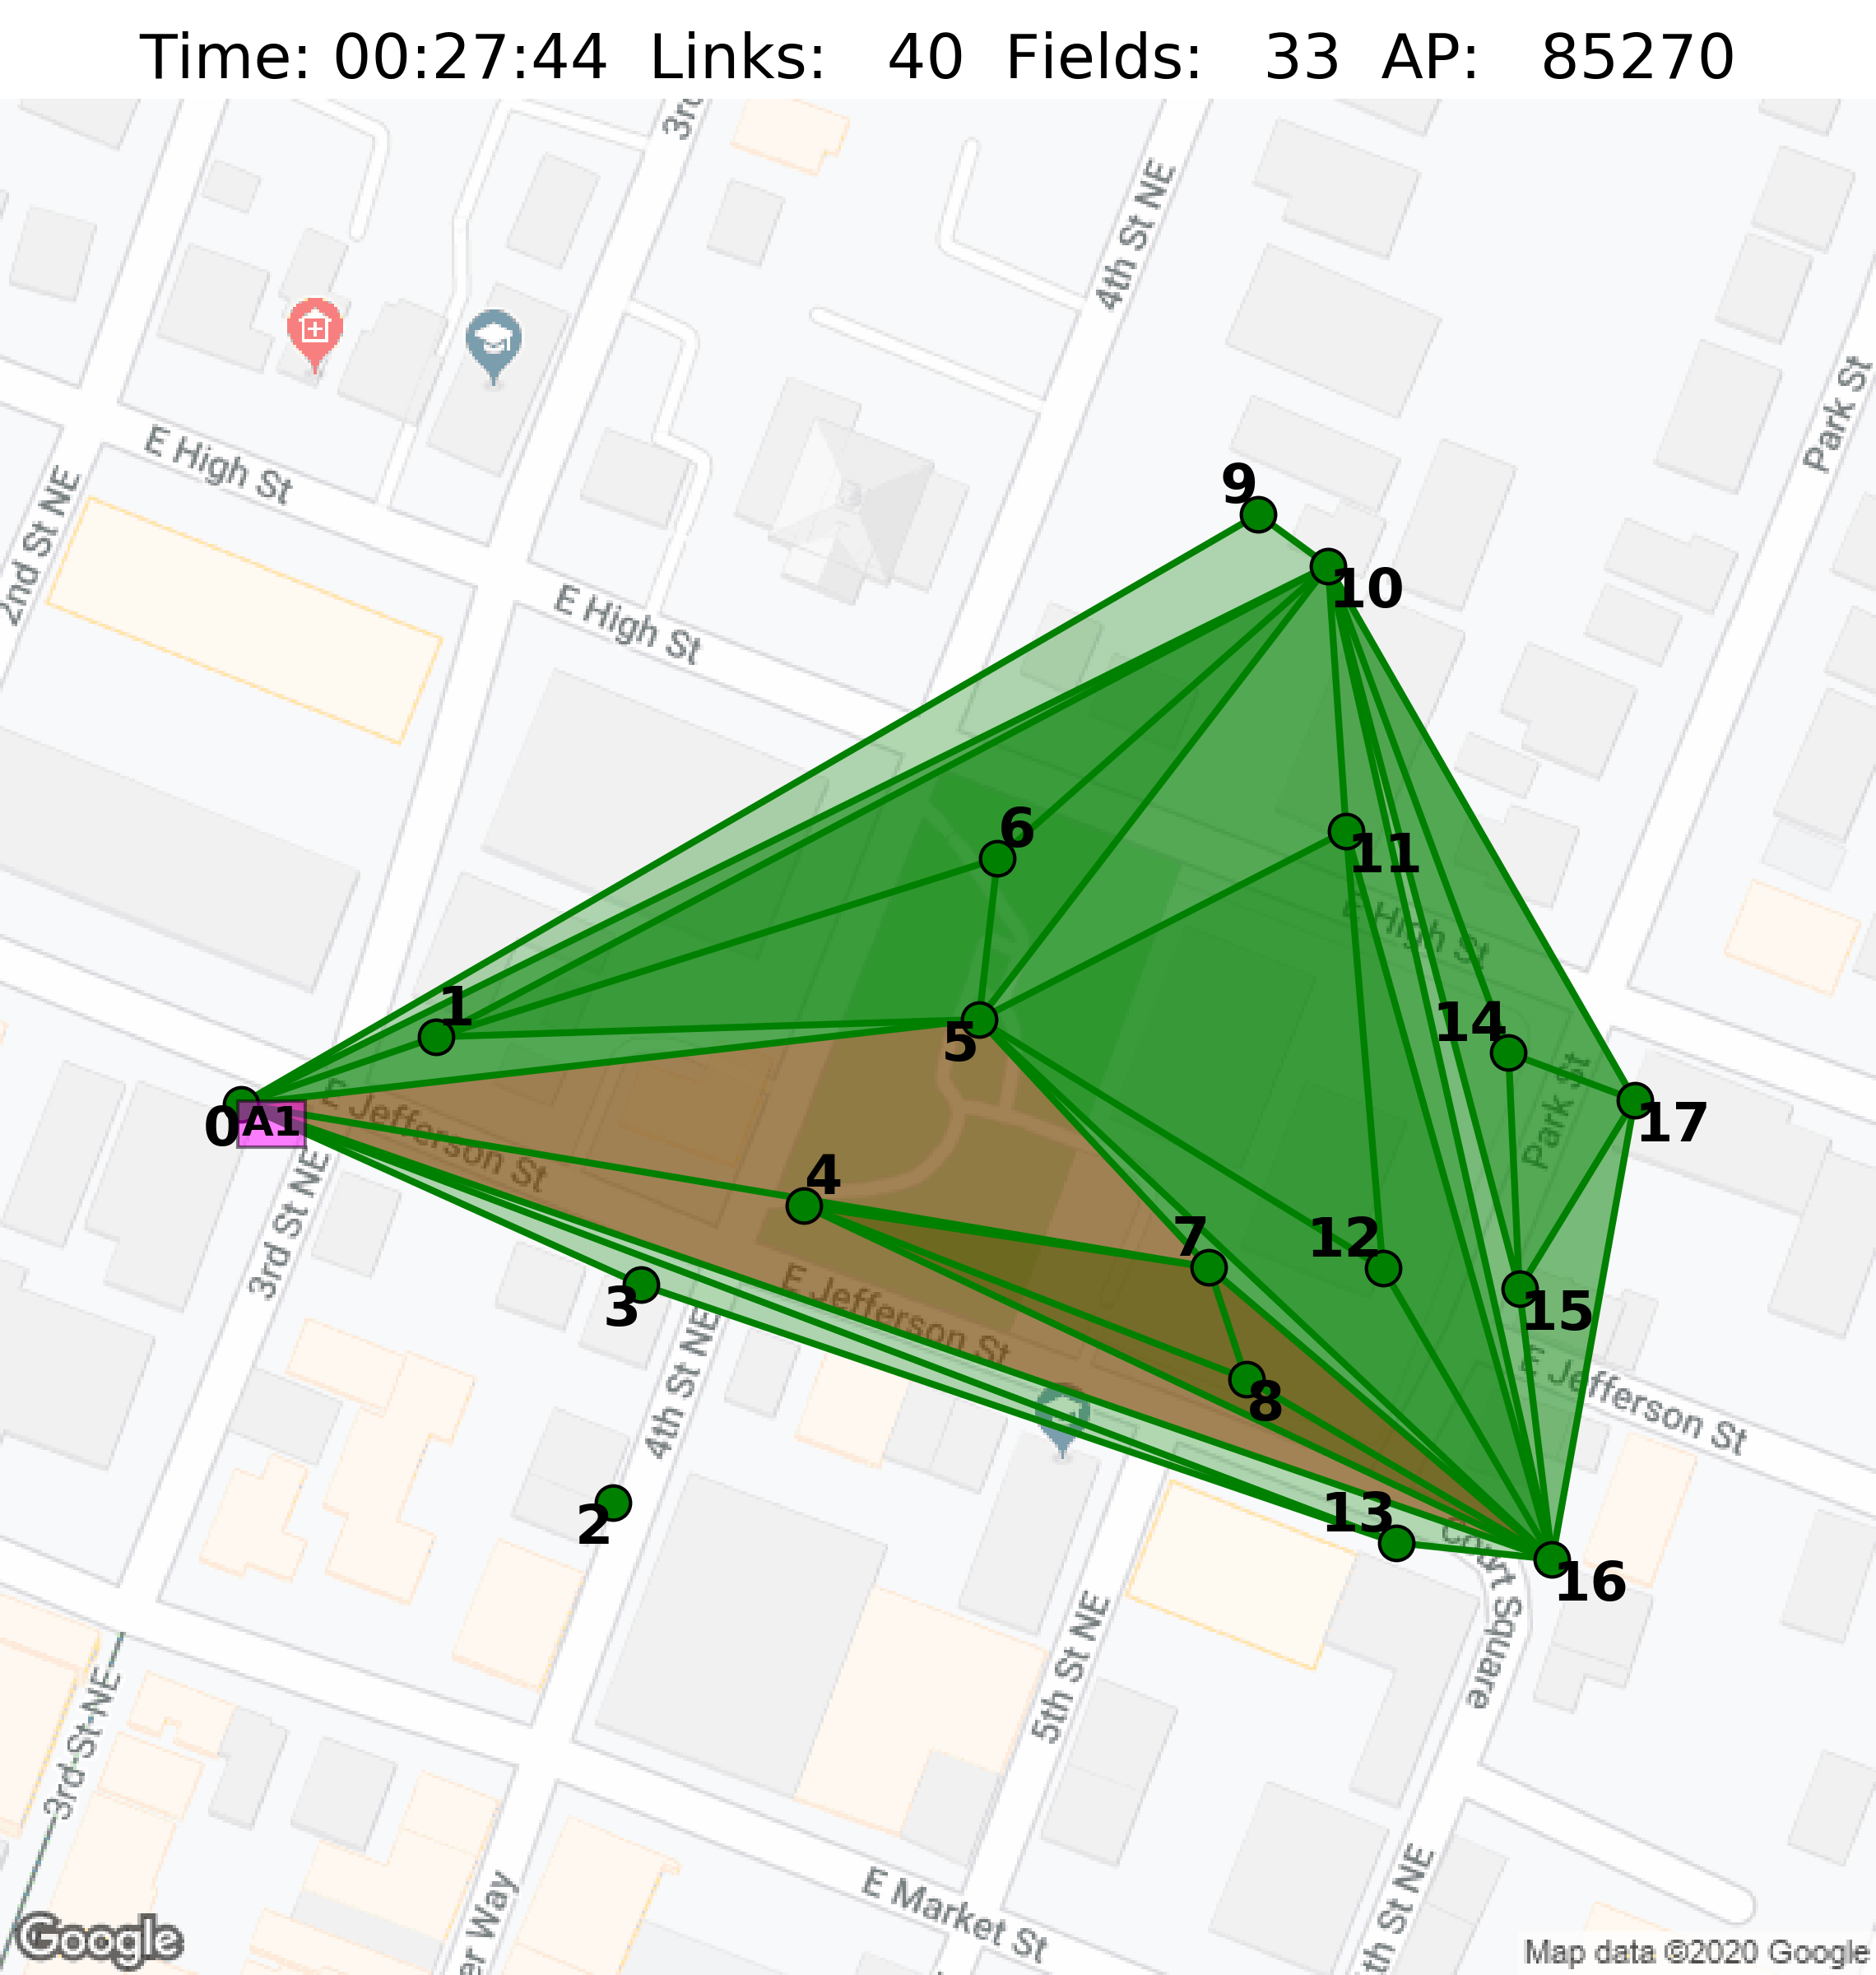 Time: 00:27:44 Links: 40 Fields: 33 AP: 85270
3rd
4th St NE
Park St
E High St
2nd St NE
9
10
E High St
6
11
E High St
1
14
5
Park St
17
0
A1
E Jefferson St
4
7
12
3rd St NE
15
3
E Jefferson St
E Jefferson St
8
4th St NE
13
2
Court Square
16
5th St NE
3rd St NE
E Market St
er Way
th St NE
Google
Map data ©2020 Google